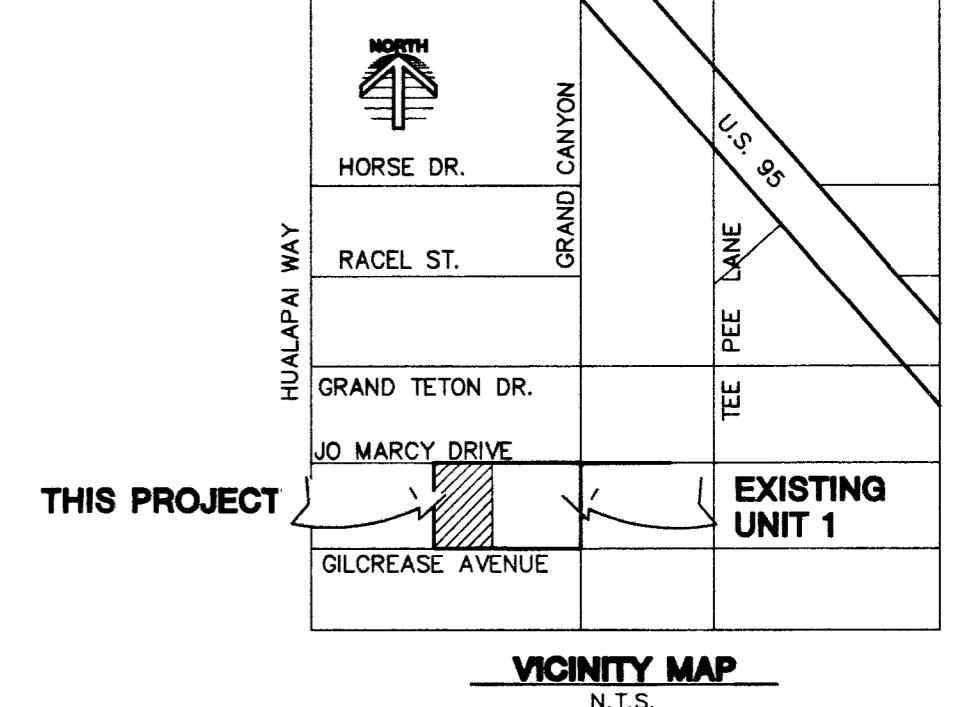 NORTH
HORSE DR.
GRAND CANYON
U.S. 95
RACEL ST.
HUALAPAI WAY
TEE PEE LANE
GRAND TETON DR.
JO MARCY DRIVE
THIS PROJECT
EXISTING
UNIT 1
GILCREASE AVENUE
VICINITY MAP
N.T.S.